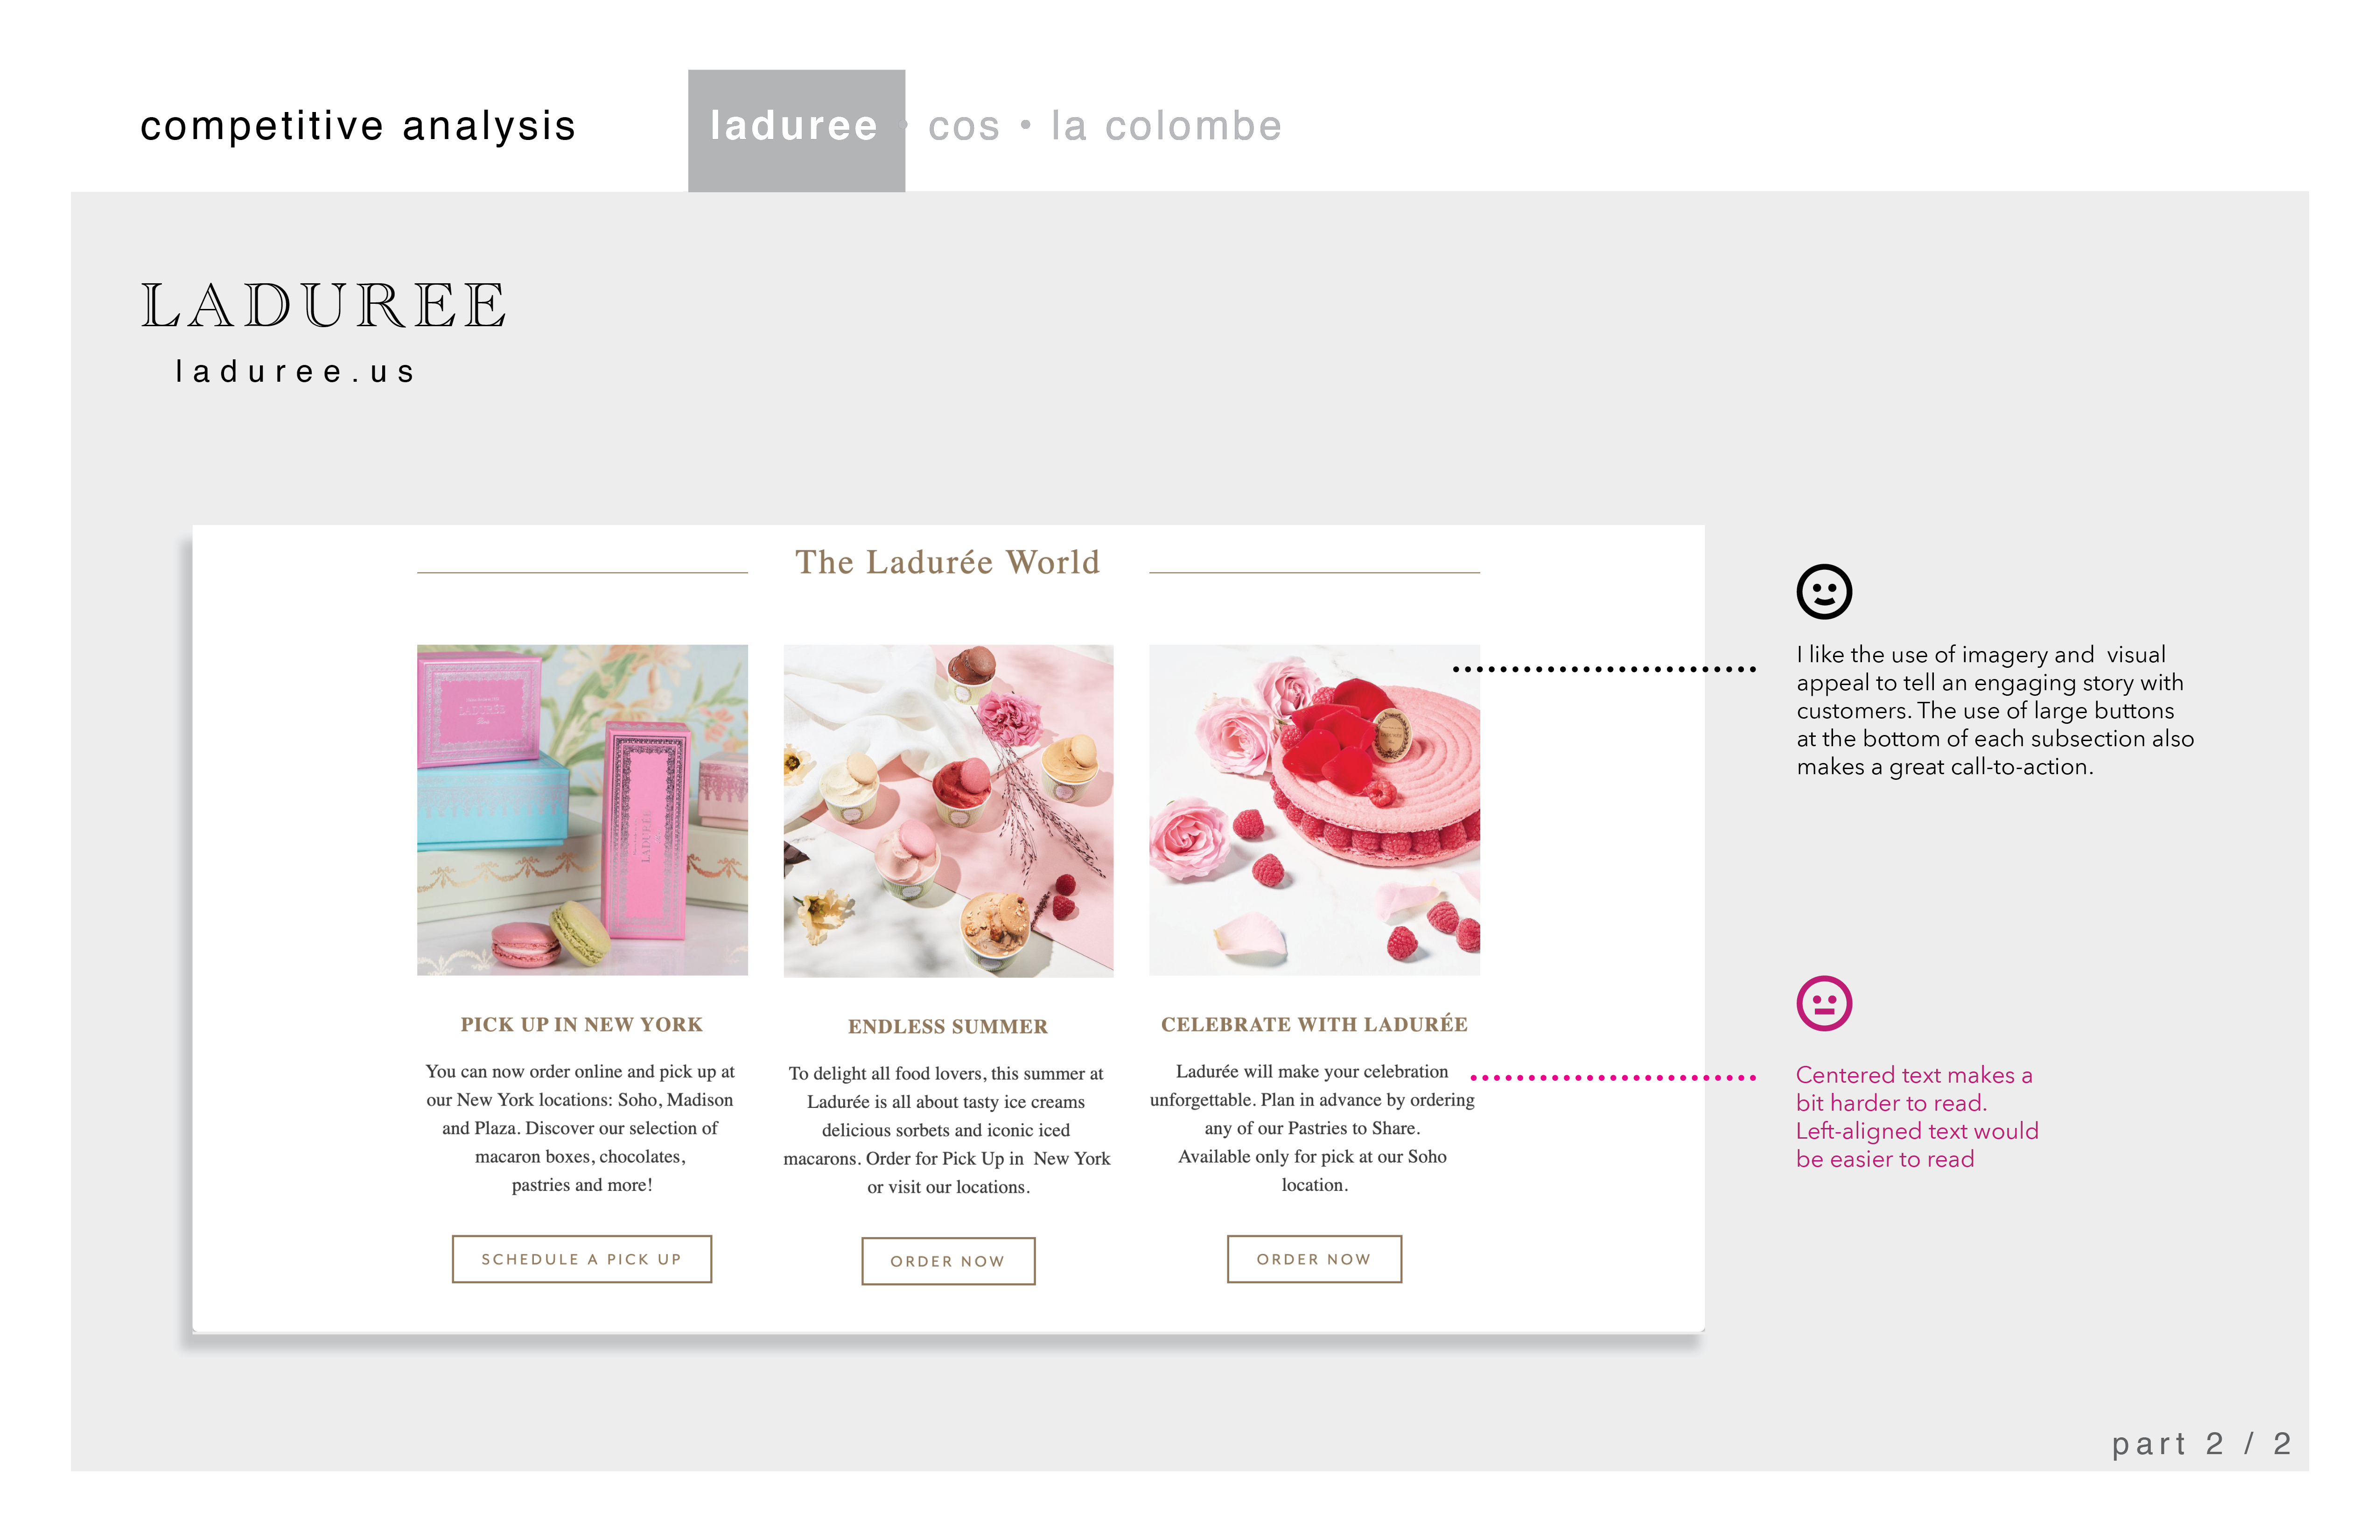 competitive analysis
laduree • cos • la colombe
LADUREE
laduree.us
The Ladurée World
LADURÉE
LADURÉE
PICK UP IN NEW YORK
You can now order online and pick up at
our New York locations: Soho, Madison
and Plaza. Discover our selection of
macaron boxes, chocolates,
pastries and more!
SCHEDULE A PICK UP
ENDLESS SUMMER
To delight all food lovers, this summer at
Ladurée is all about tasty ice creams
delicious sorbets and iconic iced
macarons. Order for Pick Up in  New York
or visit our locations.
ORDER NOW
CELEBRATE WITH LADURÉE
Ladurée will make your celebration
unforgettable. Plan in advance by ordering
any of our Pastries to Share.
Available only for pick at our Soho
location.
ORDER NOW
I like the use of imagery and  visual
appeal to tell an engaging story with
customers. The use of large buttons
at the bottom of each subsection also
makes a great call-to-action.
Centered text makes a
bit harder to read.
Left-aligned text would
be easier to read
part 2 / 2